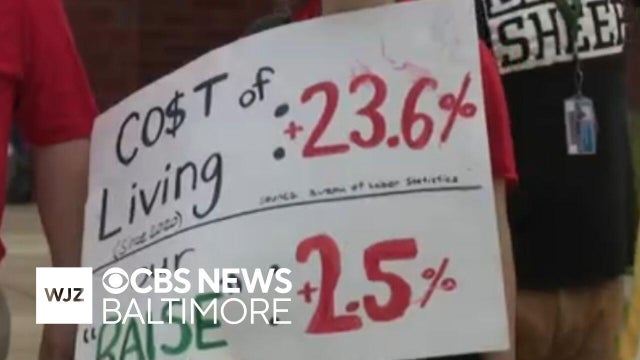 SHEE
CO$T of
Living : +23.6%
(Since 2020) source: Bureau of Labor Statistics
"RAISE" +2.5%
WJZ CBS NEWS
BALTIMORE